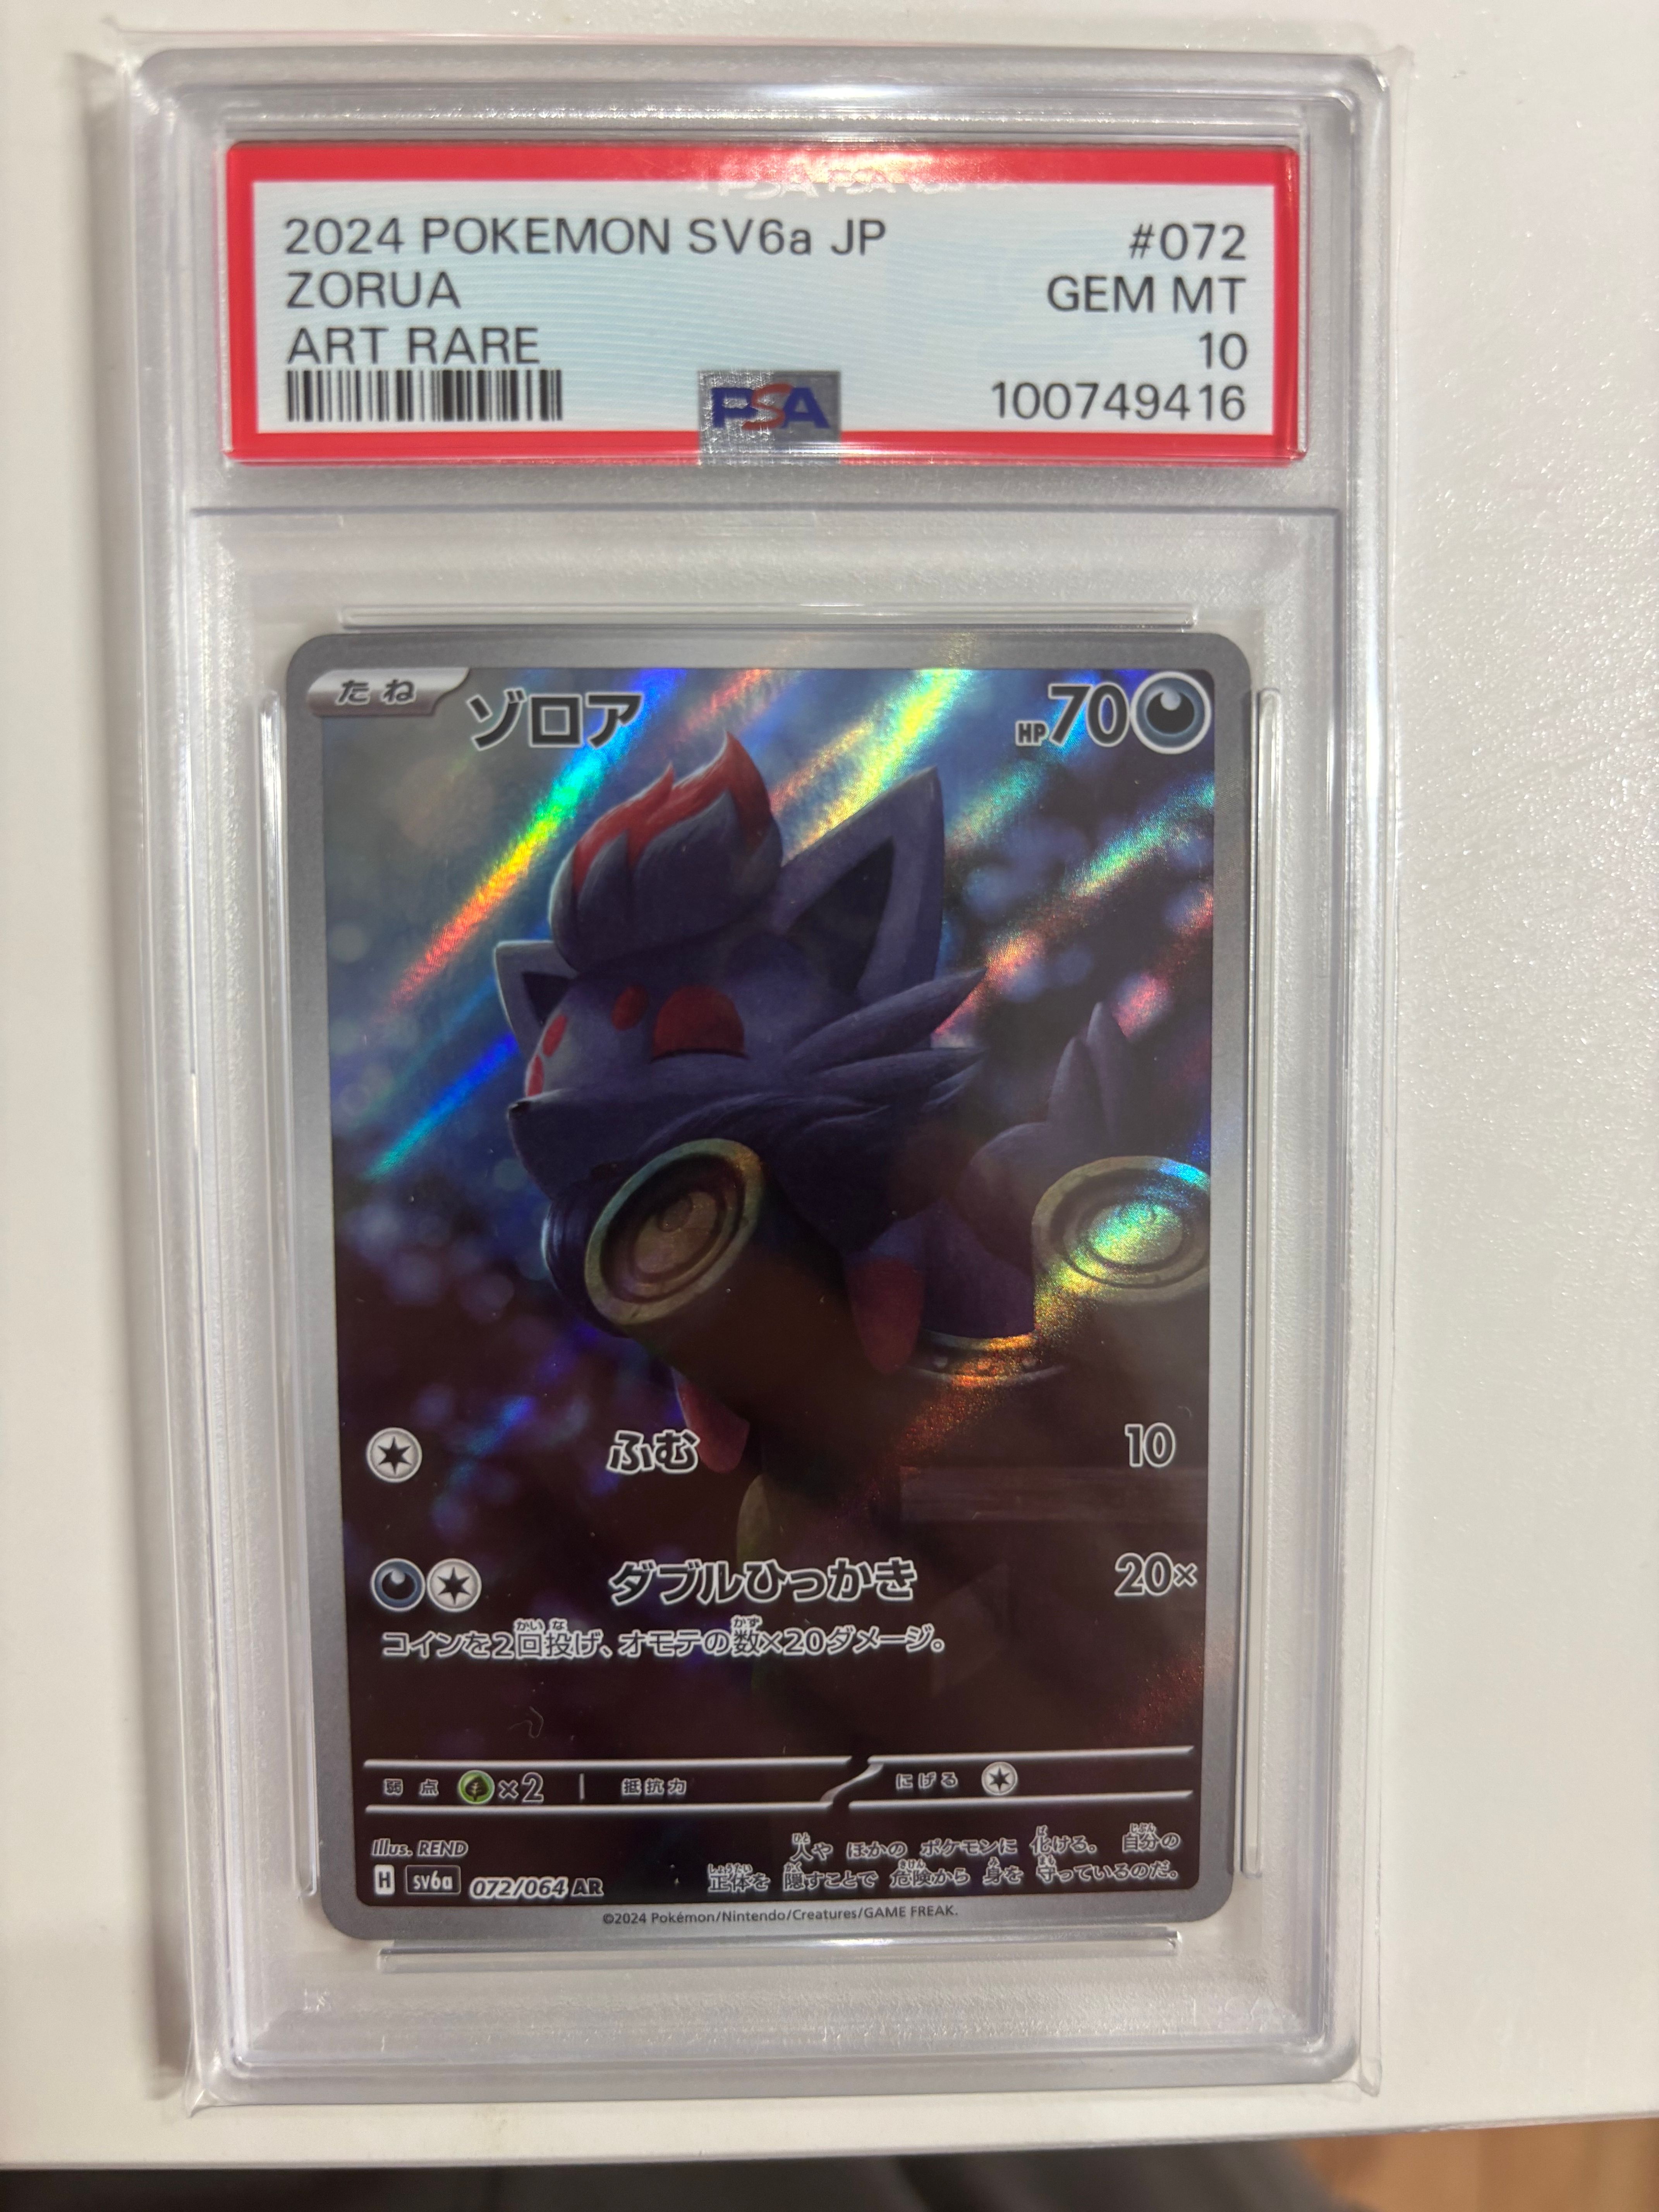 2024 POKEMON SV6a JP #072
ZORUA GEM MT
ART RARE 10
PSA 100749416
たね ゾロア HP70
ふむ 10
ダブルひっかき 20×
コインを2回投げ、オモテの数×20ダメージ。
弱点 ×2 抵抗力 にげる
Illus. REND
人や ほかの ポケモンに 化ける。 自分の
正体を 隠すことで 危険から 身を 守っているのだ。
H sv6a 072/064 AR
©2024 Pokémon/Nintendo/Creatures/GAME FREAK.